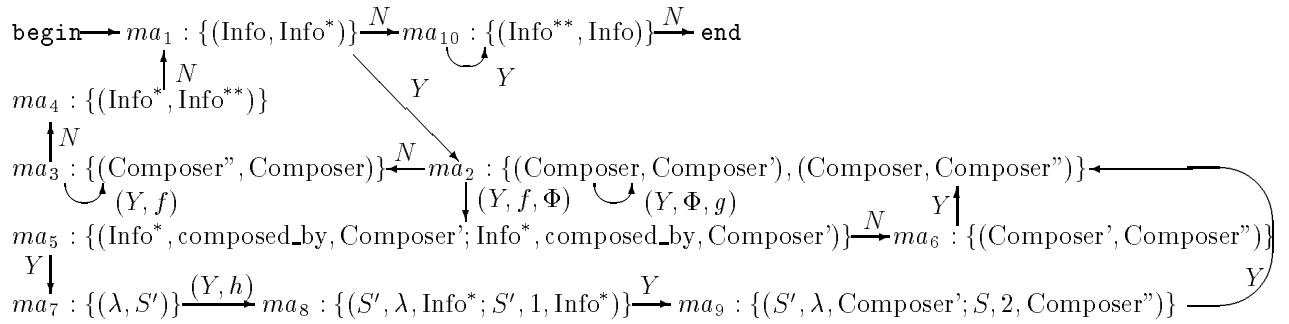 begin ma₁ : {(Info, Info*)} N ma₁₀ : {(Info**, Info)} N end
N Y Y
ma₄ : {(Info*, Info**)}
N
ma₃ : {(Composer", Composer)} N ma₂ : {(Composer, Composer'), (Composer, Composer")}
(Y, f) (Y, f, Φ) (Y, Φ, g) Y
ma₅ : {(Info*, composed_by, Composer'; Info*, composed_by, Composer')} N ma₆ : {(Composer', Composer")}
Y
ma₇ : {(λ, S′)} (Y, h) ma₈ : {(S′, λ, Info*; S′, 1, Info*)} Y ma₉ : {(S′, λ, Composer'; S, 2, Composer")} Y